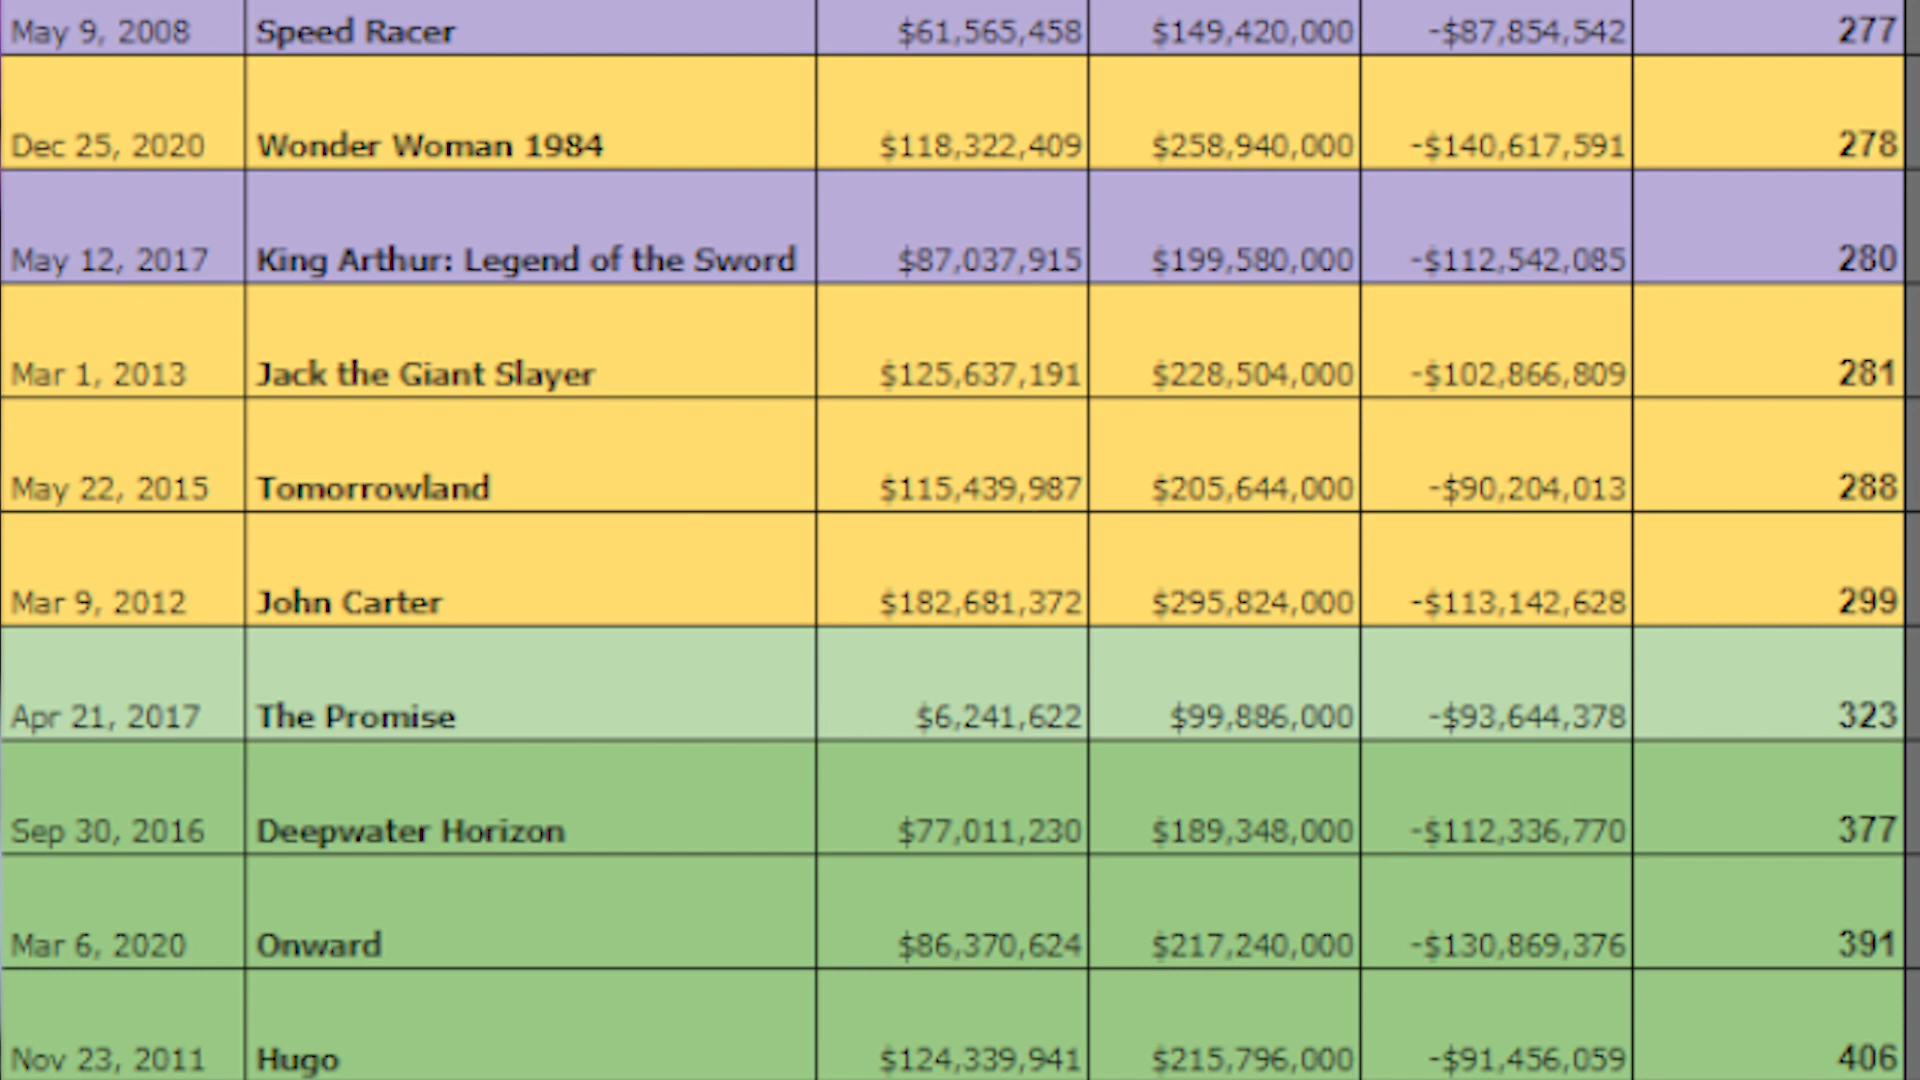 May 9, 2008 Speed Racer $61,565,458 $149,420,000 -$87,854,542 277
Dec 25, 2020 Wonder Woman 1984 $118,322,409 $258,940,000 -$140,617,591 278
May 12, 2017 King Arthur: Legend of the Sword $87,037,915 $199,580,000 -$112,542,085 280
Mar 1, 2013 Jack the Giant Slayer $125,637,191 $228,504,000 -$102,866,809 281
May 22, 2015 Tomorrowland $115,439,987 $205,644,000 -$90,204,013 288
Mar 9, 2012 John Carter $182,681,372 $295,824,000 -$113,142,628 299
Apr 21, 2017 The Promise $6,241,622 $99,886,000 -$93,644,378 323
Sep 30, 2016 Deepwater Horizon $77,011,230 $189,348,000 -$112,336,770 377
Mar 6, 2020 Onward $86,370,624 $217,240,000 -$130,869,376 391
Nov 23, 2011 Hugo $124,339,941 $215,796,000 -$91,456,059 406